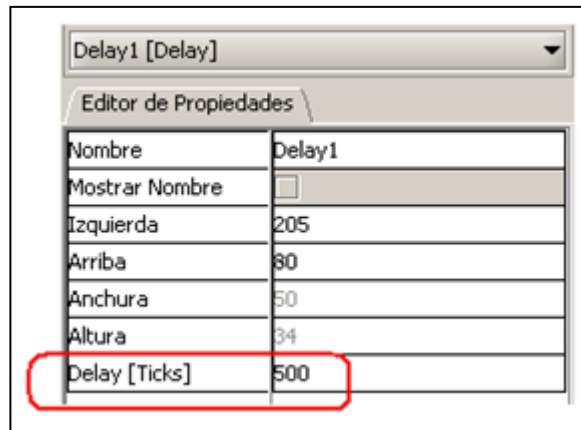 Delay1 [Delay]
Editor de Propiedades
Nombre Delay1
Mostrar Nombre
Izquierda 205
Arriba 80
Anchura 50
Altura 34
Delay [Ticks] 500